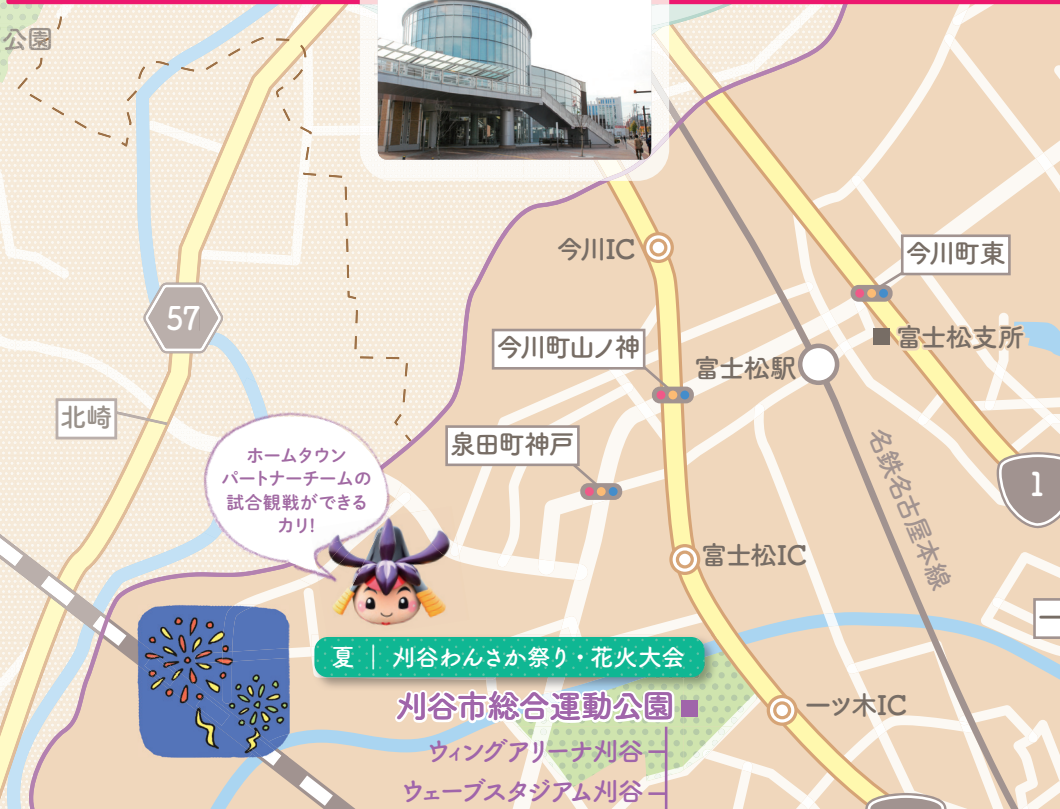 公園
今川IC
今川町東
57
富士松支所
今川町山ノ神
富士松駅
北崎
泉田町神戸
名鉄名古屋本線
1
ホームタウン
パートナーチームの
試合観戦ができる
カリ!
富士松IC
夏｜刈谷わんさか祭り・花火大会
刈谷市総合運動公園
一ツ木IC
ウィングアリーナ刈谷
ウェーブスタジアム刈谷